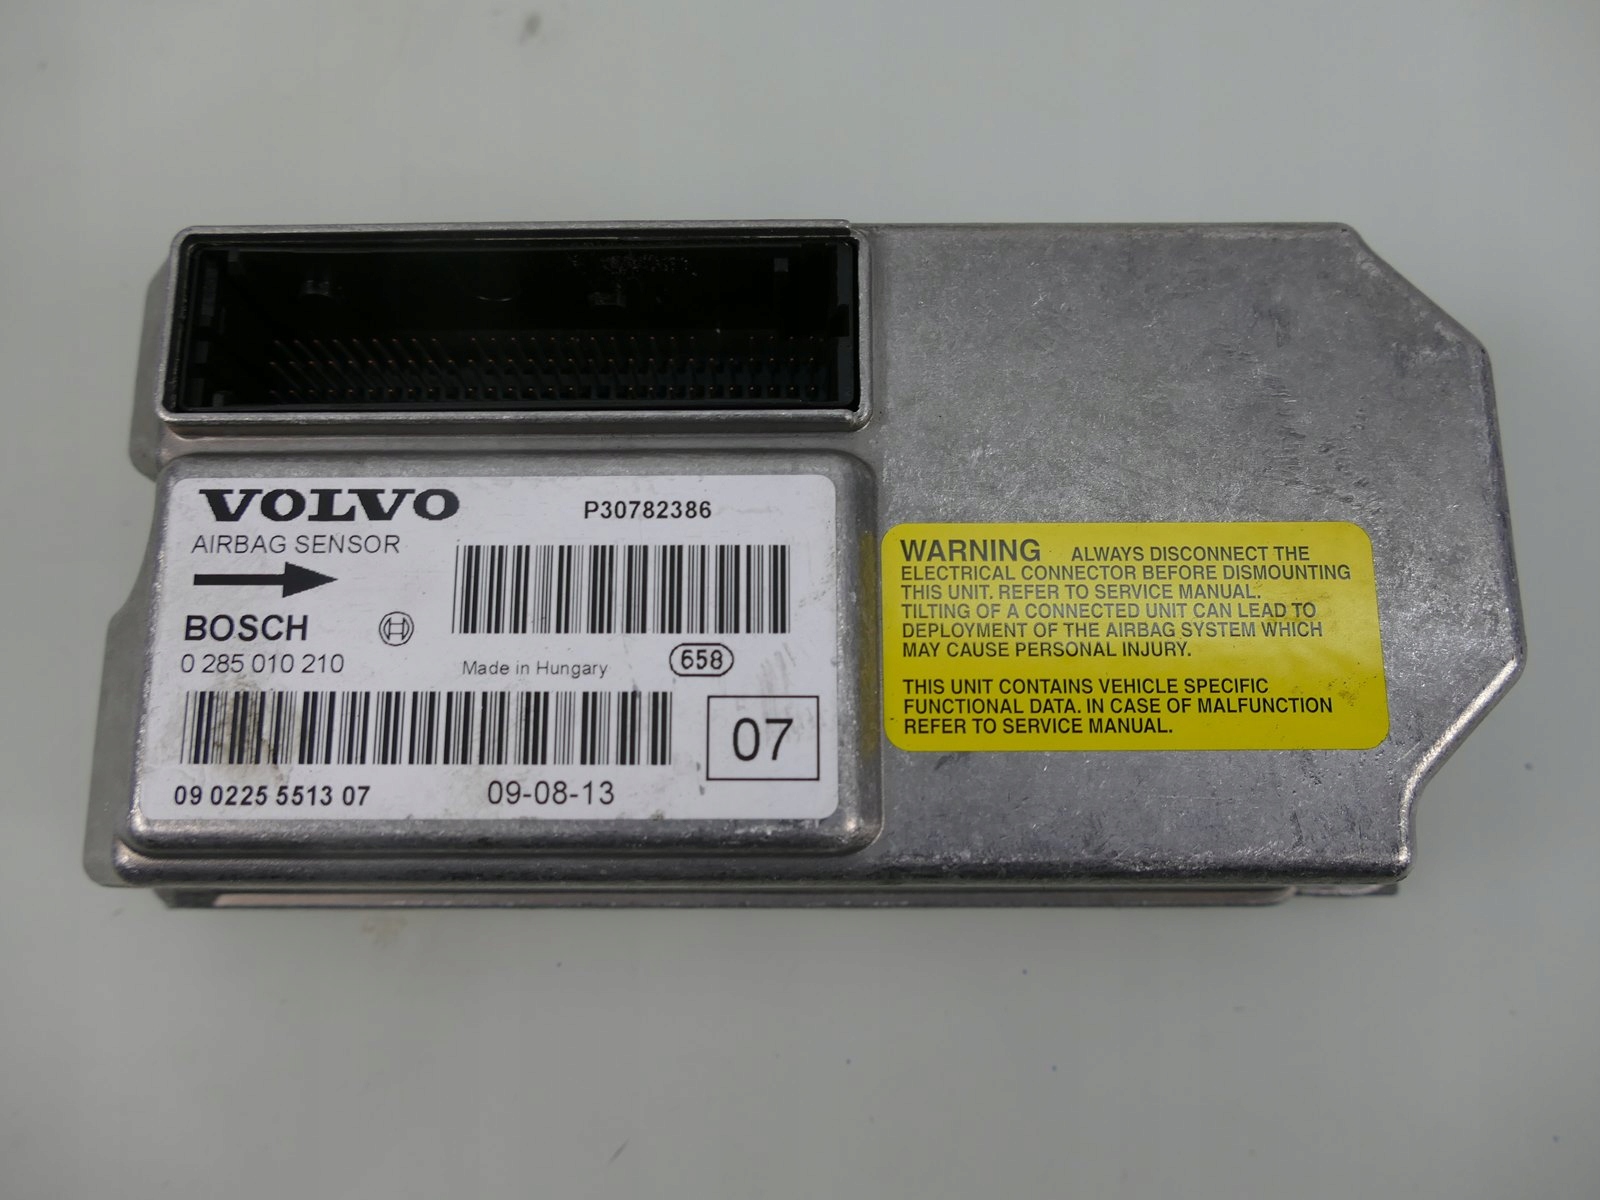 VOLVO
P30782386
AIRBAG SENSOR
BOSCH
0 285 010 210
Made in Hungary
658
07
09 0225 5513 07
09-08-13
WARNING ALWAYS DISCONNECT THE
ELECTRICAL CONNECTOR BEFORE DISMOUNTING
THIS UNIT. REFER TO SERVICE MANUAL.
TILTING OF A CONNECTED UNIT CAN LEAD TO
DEPLOYMENT OF THE AIRBAG SYSTEM WHICH
MAY CAUSE PERSONAL INJURY.
THIS UNIT CONTAINS VEHICLE SPECIFIC
FUNCTIONAL DATA. IN CASE OF MALFUNCTION
REFER TO SERVICE MANUAL.